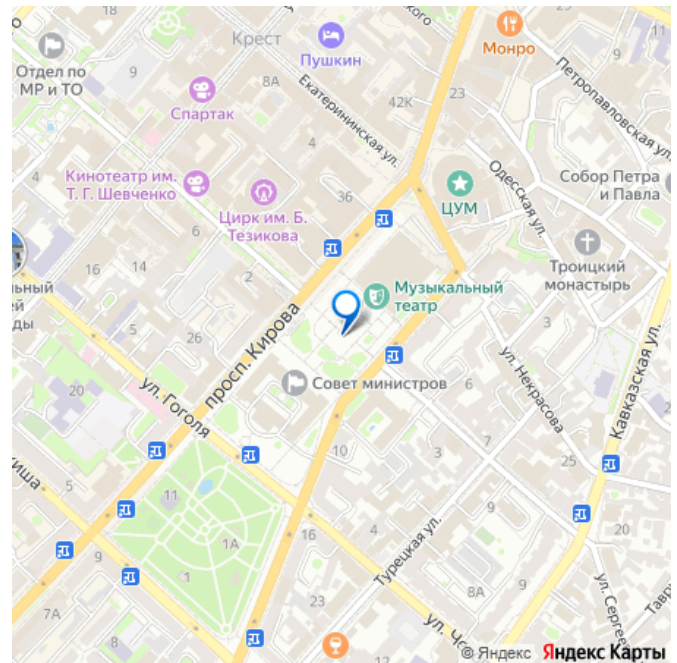 Крест
Пушкин
Монро
11
Отдел по
МР и ТО
9
8А
42К
23
Спартак
Екатерининская ул.
Петропавловская ул.
4
4
Кинотеатр им.
Т. Г. Шевченко
36
ЦУМ
Одесская ул.
Собор Петра
и Павла
Цирк им. Б.
Тезикова
6
Троицкий
монастырь
16
14
2
Музыкальный
театр
просп. Кирова
3
ул. Гоголя
Совет министров
6
ул. Некрасова
Кавказская ул.
20
10
3
7
25
5
11
9
16
4
20
1А
9
1
Турецкая ул.
8А
7А
23
ул. Сергее
18
8
© Яндекс Яндекс Карты